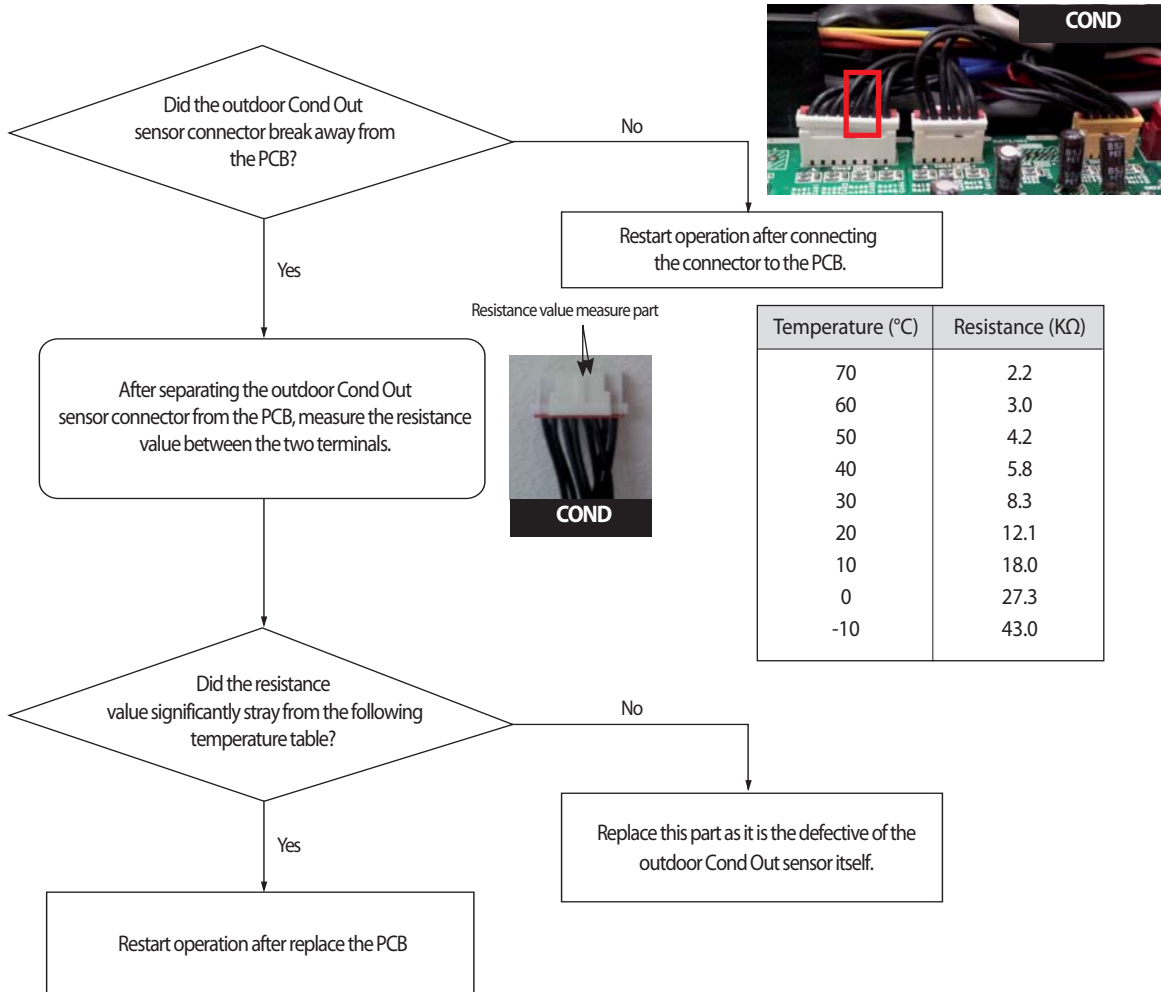 COND
Did the outdoor Cond Out
sensor connector break away from
the PCB?
No
Restart operation after connecting
the connector to the PCB.
Yes
Resistance value measure part
COND
After separating the outdoor Cond Out
sensor connector from the PCB, measure the resistance
value between the two terminals.
Temperature (°C) Resistance (KΩ)
70 2.2
60 3.0
50 4.2
40 5.8
30 8.3
20 12.1
10 18.0
0 27.3
-10 43.0
Did the resistance
value significantly stray from the following
temperature table?
No
Replace this part as it is the defective of the
outdoor Cond Out sensor itself.
Yes
Restart operation after replace the PCB